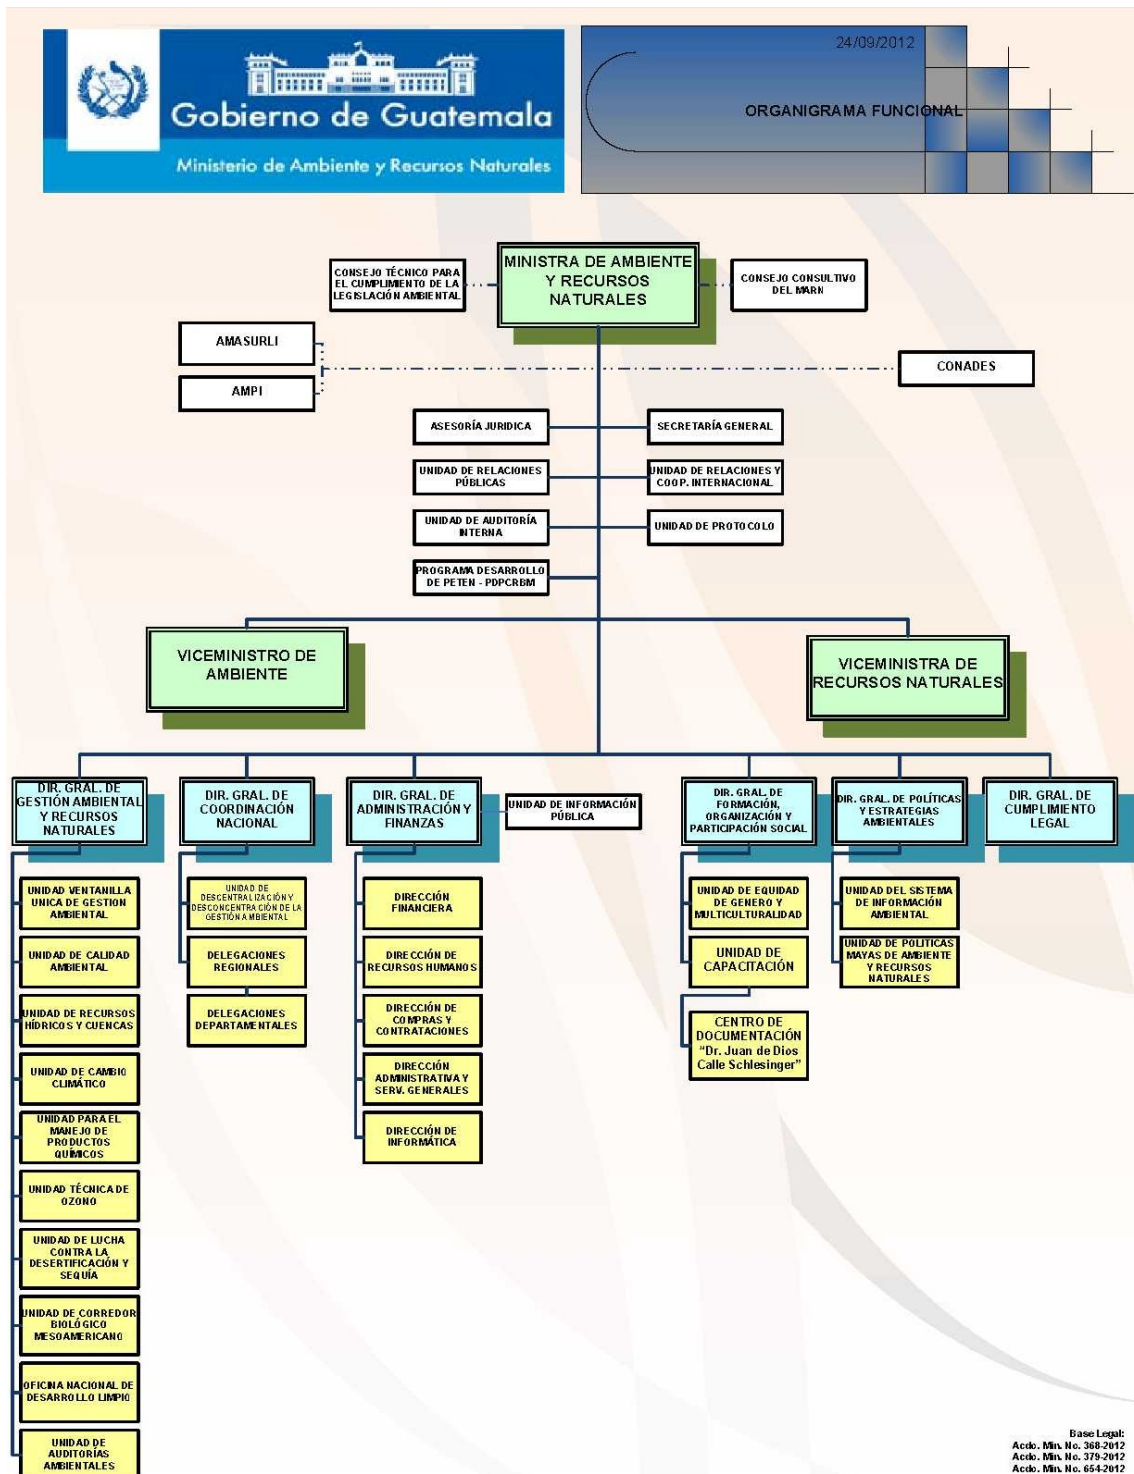 24/09/2012
ORGANIGRAMA FUNCIONAL
Gobierno de Guatemala
Ministerio de Ambiente y Recursos Naturales
MINISTRA DE AMBIENTE
Y RECURSOS
NATURALES
CONSEJO TÉCNICO PARA
EL CUMPLIMIENTO DE LA
LEGISLACIÓN AMBIENTAL
CONSEJO CONSULTIVO
DEL MARN
AMASURLI
AMPI
CONADES
ASESORÍA JURIDICA
SECRETARÍA GENERAL
UNIDAD DE RELACIONES
PÚBLICAS
UNIDAD DE RELACIONES Y
COOP. INTERNACIONAL
UNIDAD DE AUDITORÍA
INTERNA
UNIDAD DE PROTOCOLO
PROGRAMA DESARROLLO
DE PETEN - PDPCRBM
VICEMINISTRO DE
AMBIENTE
VICEMINISTRA DE
RECURSOS NATURALES
DIR. GRAL. DE
GESTIÓN AMBIENTAL
Y RECURSOS
NATURALES
DIR. GRAL. DE
COORDINACIÓN
NACIONAL
DIR. GRAL. DE
ADMINISTRACIÓN Y
FINANZAS
UNIDAD DE INFORMACIÓN
PÚBLICA
DIR. GRAL. DE
FORMACIÓN,
ORGANIZACIÓN Y
PARTICIPACIÓN SOCIAL
DIR. GRAL. DE POLÍTICAS
Y ESTRATEGIAS
AMBIENTALES
DIR. GRAL. DE
CUMPLIMIENTO
LEGAL
UNIDAD VENTANILLA
UNICA DE GESTION
AMBIENTAL
UNIDAD DE CALIDAD
AMBIENTAL
UNIDAD DE RECURSOS
HÍDRICOS Y CUENCAS
UNIDAD DE CAMBIO
CLIMÁTICO
UNIDAD PARA EL
MANEJO DE
PRODUCTOS
QUÍMICOS
UNIDAD TÉCNICA DE
OZONO
UNIDAD DE LUCHA
CONTRA LA
DESERTIFICACIÓN Y
SEQUÍA
UNIDAD DE CORREDOR
BIOLÓGICO
MESOAMERICANO
OFICINA NACIONAL DE
DESARROLLO LIMPIO
UNIDAD DE
AUDITORÍAS
AMBIENTALES
UNIDAD DE
DESCENTRALIZACIÓN Y
DESCONCENTRACIÓN DE LA
GESTIÓN AMBIENTAL
DELEGACIONES
REGIONALES
DELEGACIONES
DEPARTAMENTALES
DIRECCIÓN
FINANCIERA
DIRECCIÓN DE
RECURSOS HUMANOS
DIRECCIÓN DE
COMPRAS Y
CONTRATACIONES
DIRECCIÓN
ADMINISTRATIVA Y
SERV. GENERALES
DIRECCIÓN DE
INFORMÁTICA
UNIDAD DE EQUIDAD
DE GENERO Y
MULTICULTURALIDAD
UNIDAD DE
CAPACITACIÓN
CENTRO DE
DOCUMENTACIÓN
“Dr. Juan de Dios
Calle Schlesinger”
UNIDAD DEL SISTEMA
DE INFORMACIÓN
AMBIENTAL
UNIDAD DE POLITICAS
MAYAS DE AMBIENTE
Y RECURSOS
NATURALES
Base Legal:
Acdo. Min. No. 368-2012
Acdo. Min. No. 379-2012
Acdo. Min. No. 654-2012